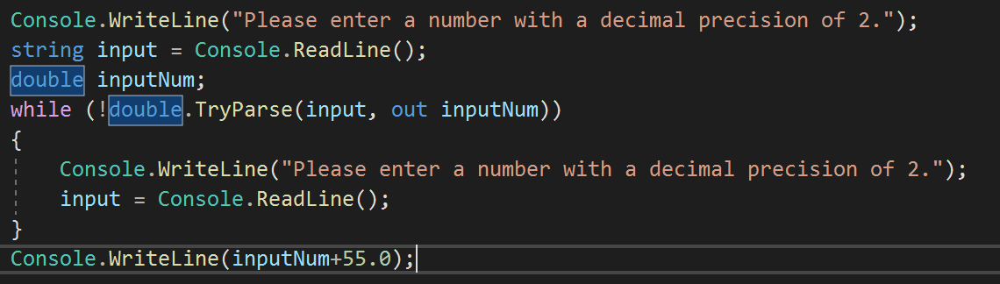 Console.WriteLine("Please enter a number with a decimal precision of 2.");
string input = Console.ReadLine();
double inputNum;
while (!double.TryParse(input, out inputNum))
{
    Console.WriteLine("Please enter a number with a decimal precision of 2.");
    input = Console.ReadLine();
}
Console.WriteLine(inputNum+55.0);